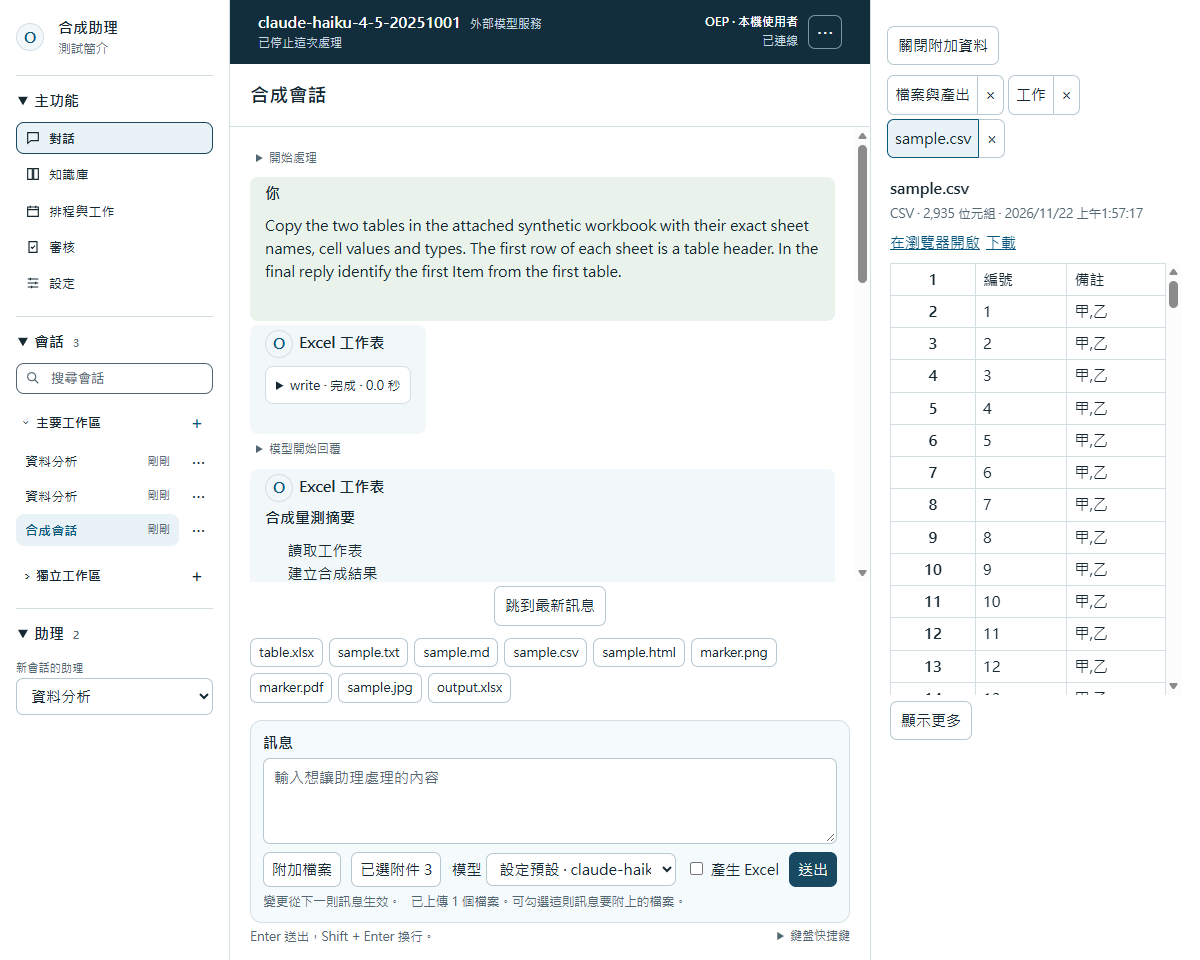 O
合成助理
測試簡介
▼ 主功能
對話
知識庫
排程與工作
審核
設定
▼ 會話 3
搜尋會話
主要工作區 +
資料分析 剛剛 ...
資料分析 剛剛 ...
合成會話 剛剛 ...
獨立工作區 +
▼ 助理 2
新會話的助理
資料分析
claude-haiku-4-5-20251001 外部模型服務
已停止這次處理
OEP · 本機使用者
已連線
...
合成會話
開始處理
你
Copy the two tables in the attached synthetic workbook with their exact sheet
names, cell values and types. The first row of each sheet is a table header. In the
final reply identify the first Item from the first table.
O Excel 工作表
write · 完成 · 0.0 秒
模型開始回覆
O Excel 工作表
合成量測摘要
讀取工作表
建立合成結果
跳到最新訊息
table.xlsx sample.txt sample.md sample.csv sample.html marker.png
marker.pdf sample.jpg output.xlsx
訊息
輸入想讓助理處理的內容
附加檔案 已選附件 3 模型 設定預設 · claude-haik 產生 Excel 送出
變更從下一則訊息生效。 已上傳 1 個檔案。可勾選這則訊息要附上的檔案。
Enter 送出，Shift + Enter 換行。
鍵盤快捷鍵
關閉附加資料
檔案與產出 × 工作 ×
sample.csv ×
sample.csv
CSV · 2,935 位元組 · 2026/11/22 上午1:57:17
在瀏覽器開啟 下載
1 編號 備註
2 1 甲,乙
3 2 甲,乙
4 3 甲,乙
5 4 甲,乙
6 5 甲,乙
7 6 甲,乙
8 7 甲,乙
9 8 甲,乙
10 9 甲,乙
11 10 甲,乙
12 11 甲,乙
13 12 甲,乙
顯示更多